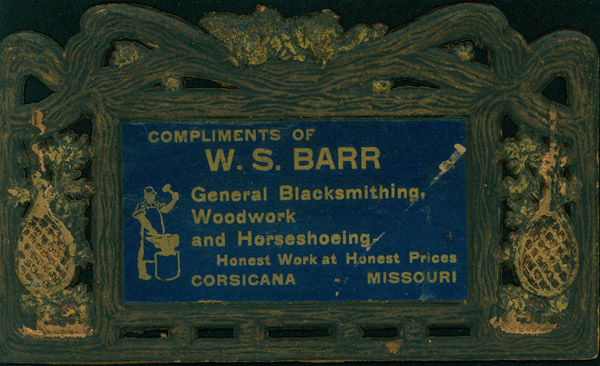 COMPLIMENTS OF
W. S. BARR
General Blacksmithing,
Woodwork
and Horseshoeing
Honest Work at Honest Prices
CORSICANA MISSOURI